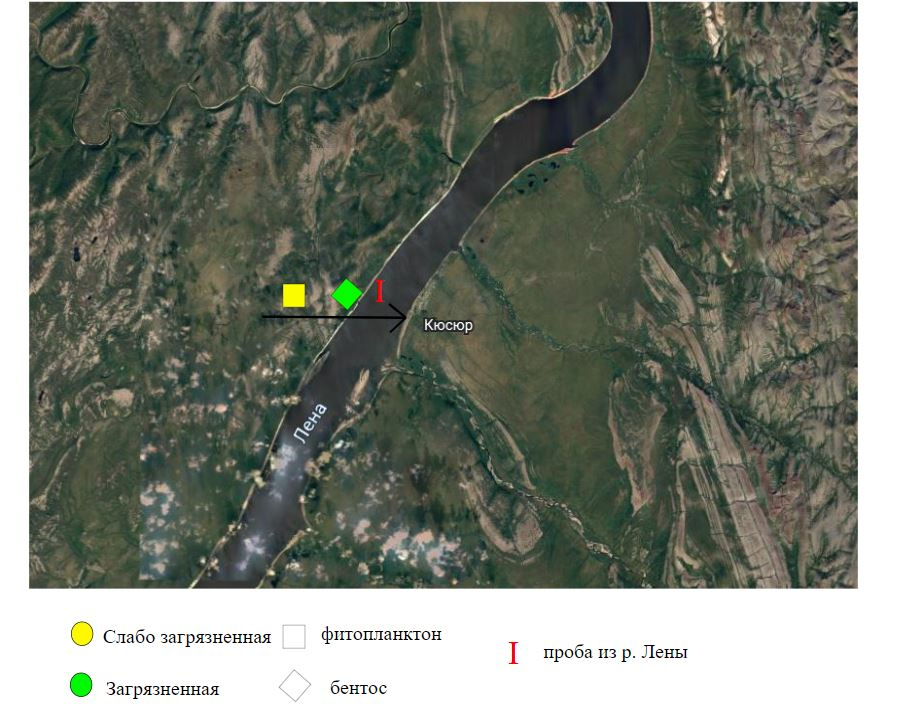 I
Кюсюр
Лена
Слабо загрязненная
фитопланктон
I
проба из р. Лены
Загрязненная
бентос